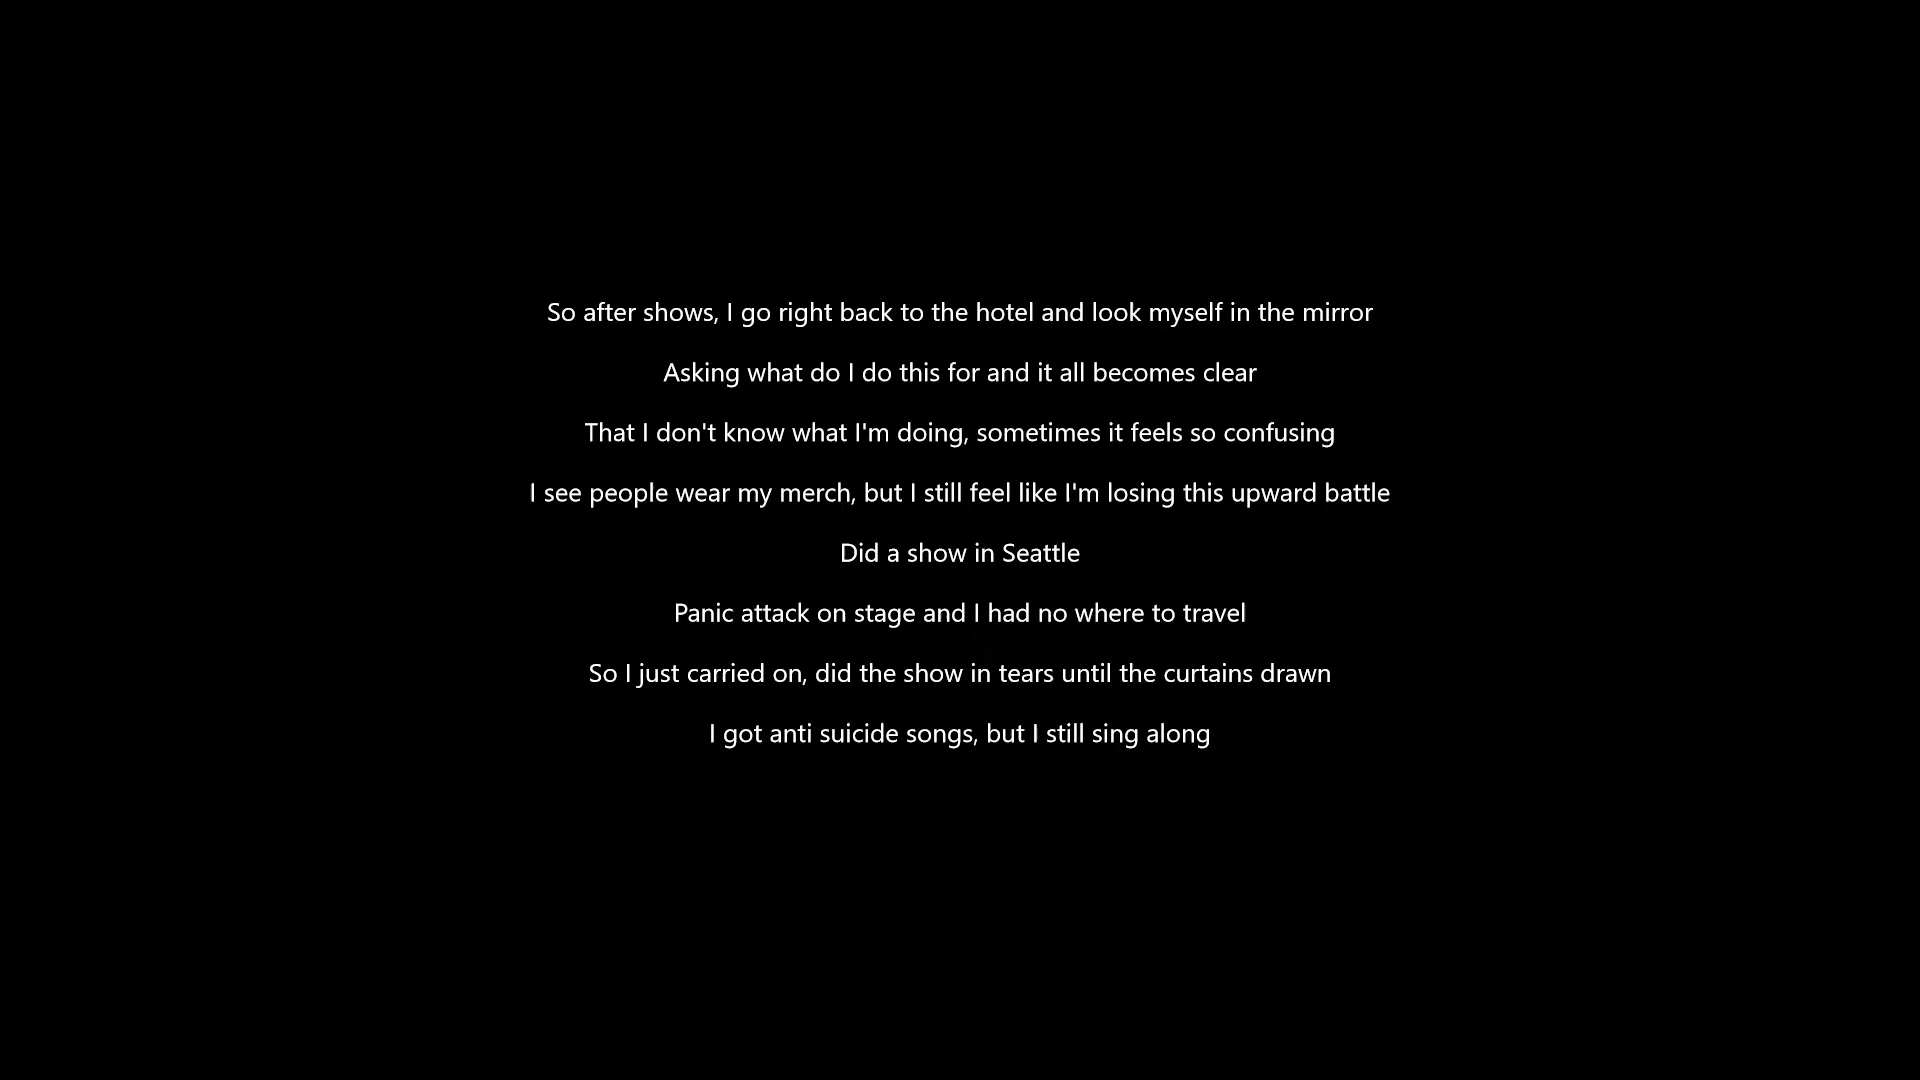 So after shows, I go right back to the hotel and look myself in the mirror
Asking what do I do this for and it all becomes clear
That I don't know what I'm doing, sometimes it feels so confusing
I see people wear my merch, but I still feel like I'm losing this upward battle
Did a show in Seattle
Panic attack on stage and I had no where to travel
So I just carried on, did the show in tears until the curtains drawn
I got anti suicide songs, but I still sing along